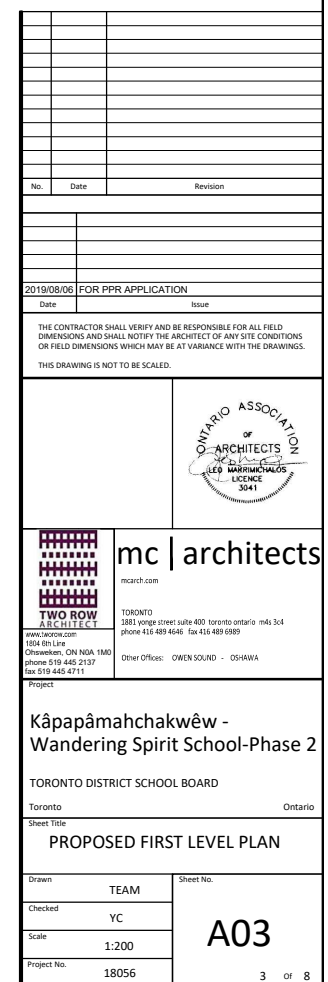 No. Date Revision
2019/08/06 FOR PPR APPLICATION
Date Issue
THE CONTRACTOR SHALL VERIFY AND BE RESPONSIBLE FOR ALL FIELD
DIMENSIONS AND SHALL NOTIFY THE ARCHITECT OF ANY SITE CONDITIONS
OR FIELD DIMENSIONS WHICH MAY BE AT VARIANCE WITH THE DRAWINGS.
THIS DRAWING IS NOT TO BE SCALED.
ONTARIO ASSOCIATION
OF
ARCHITECTS
LEO MAKRIMICHALOS
LICENCE
3041
TWO ROW
ARCHITECT
www.tworow.com
1804 6th Line
Ohsweken, ON N0A 1M0
phone 519 445 2137
fax 519 445 4711
mc | architects
mcarch.com
TORONTO
1881 yonge street suite 400 toronto ontario m4s 3c4
phone 416 489 4646 fax 416 489 6989
Other Offices: OWEN SOUND - OSHAWA
Project
Kâpapâmahchakwêw -
Wandering Spirit School-Phase 2
TORONTO DISTRICT SCHOOL BOARD
Toronto Ontario
Sheet Title
PROPOSED FIRST LEVEL PLAN
Drawn
TEAM
Checked
YC
Scale
1:200
Project No.
18056
Sheet No.
A03
3 Of 8